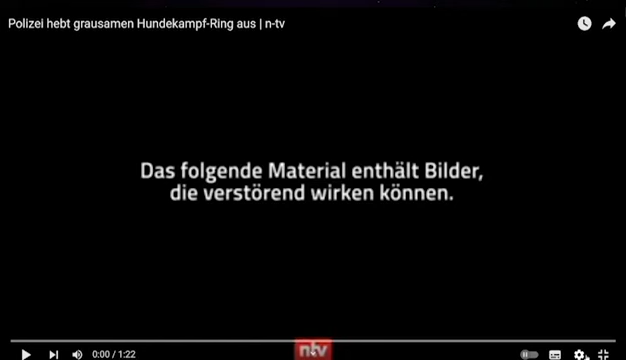 Polizei hebt grausamen Hundekampf-Ring aus | n-tv
Das folgende Material enthält Bilder,
die verstörend wirken können.
0:00 / 1:22
ntv